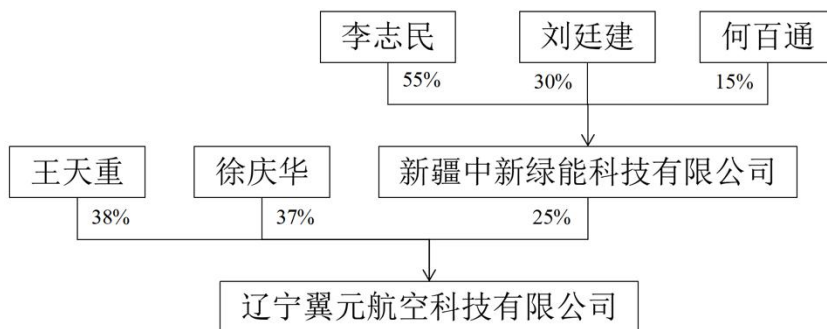 李志民 刘廷建 何百通
55% 30% 15%
王天重 徐庆华 新疆中新绿能科技有限公司
38% 37% 25%
辽宁翼元航空科技有限公司